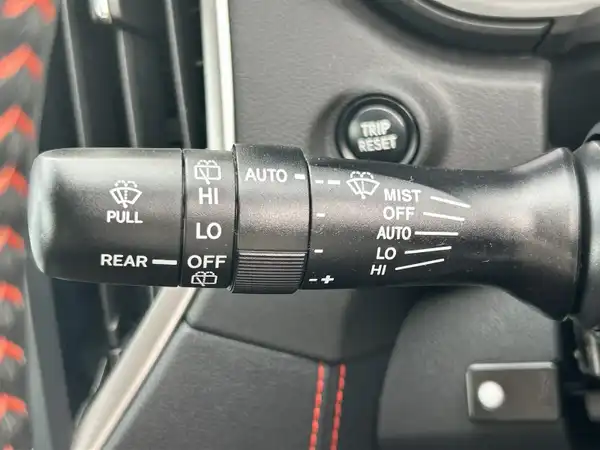 TRIP
RESET
PULL
REAR
HI
LO
OFF
AUTO
- +
MIST
OFF
AUTO
LO
HI